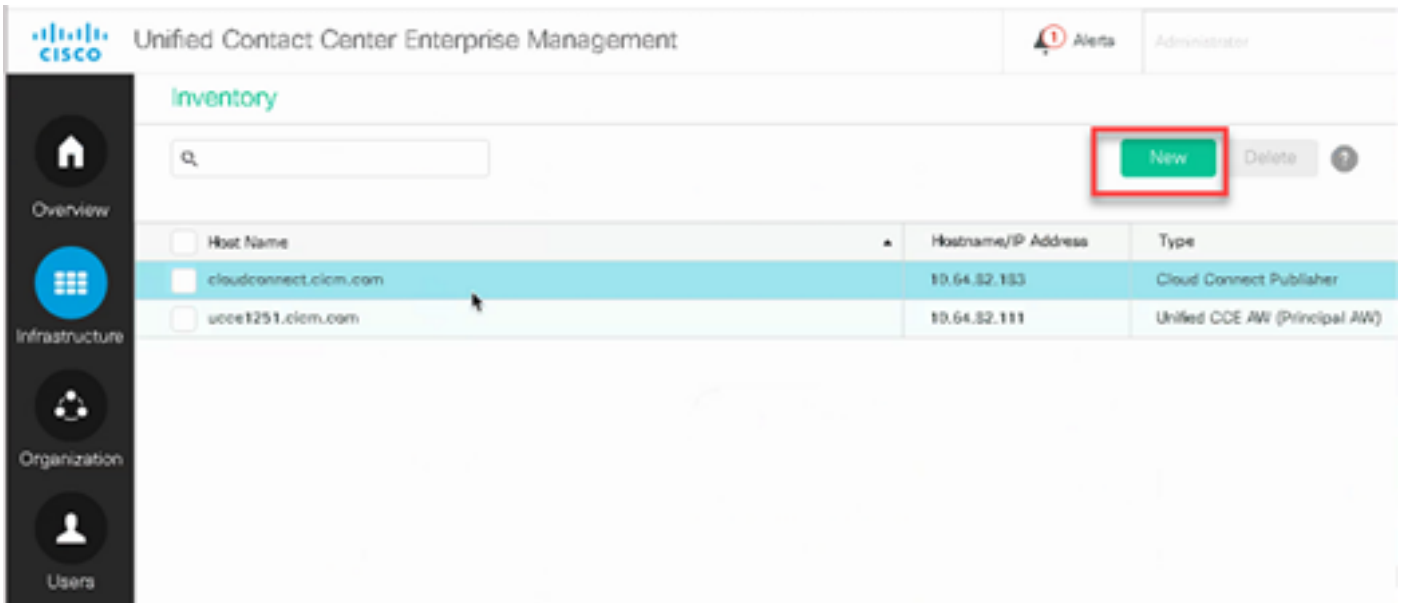 CISCO
Unified Contact Center Enterprise Management
1
Alerts
Administrator
Inventory
New
Delete
?
Overview
Host Name
Hostname/IP Address
Type
cloudconnect.cicm.com
10.64.82.183
Cloud Connect Publisher
ucce1251.cicm.com
10.64.82.111
Unified CCE AW (Principal AW)
Infrastructure
Organization
Users